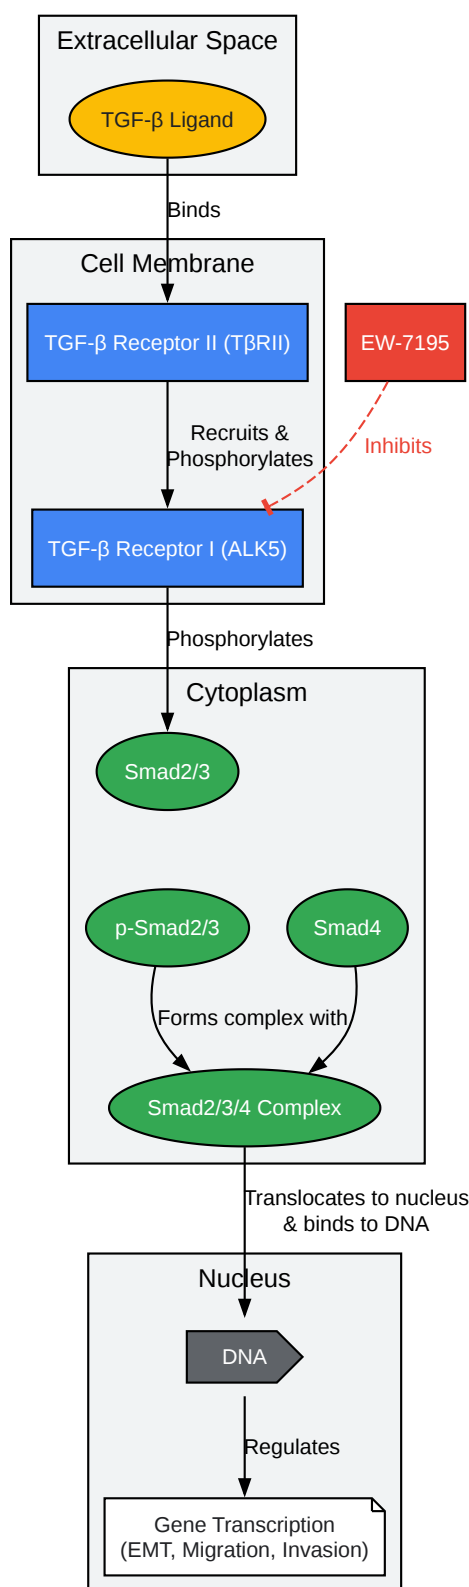 Extracellular Space
TGF-β Ligand
Binds
Cell Membrane
TGF-β Receptor II (TβRII)
EW-7195
Recruits &
Phosphorylates
Inhibits
TGF-β Receptor I (ALK5)
Phosphorylates
Cytoplasm
Smad2/3
p-Smad2/3
Smad4
Forms complex with
Smad2/3/4 Complex
Translocates to nucleus
& binds to DNA
Nucleus
DNA
Regulates
Gene Transcription
(EMT, Migration, Invasion)